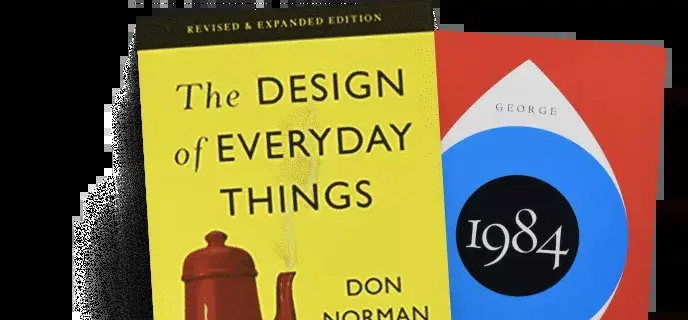 REVISED & EXPANDED EDITION
The DESIGN
of EVERYDAY
THINGS
DON
NORMAN
GEORGE
1984